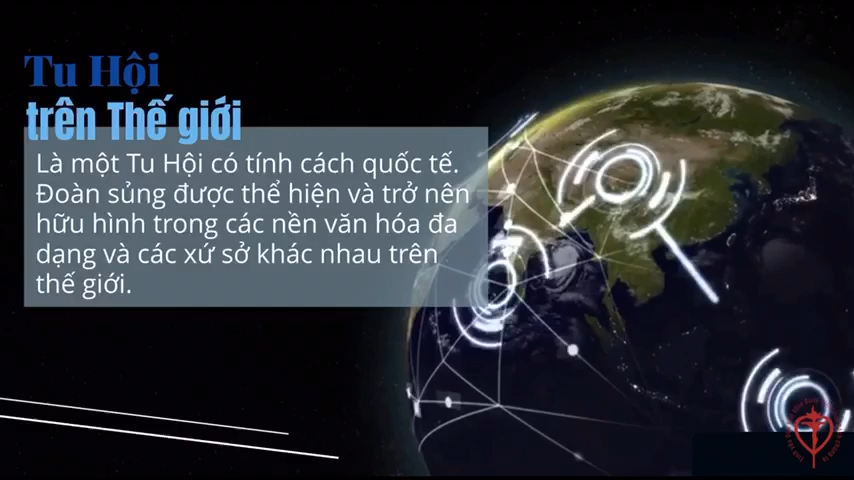 Tu Hội
trên Thế giới
Là một Tu Hội có tính cách quốc tế.
Đoàn sủng được thể hiện và trở nên
hữu hình trong các nền văn hóa đa
dạng và các xứ sở khác nhau trên
thế giới.